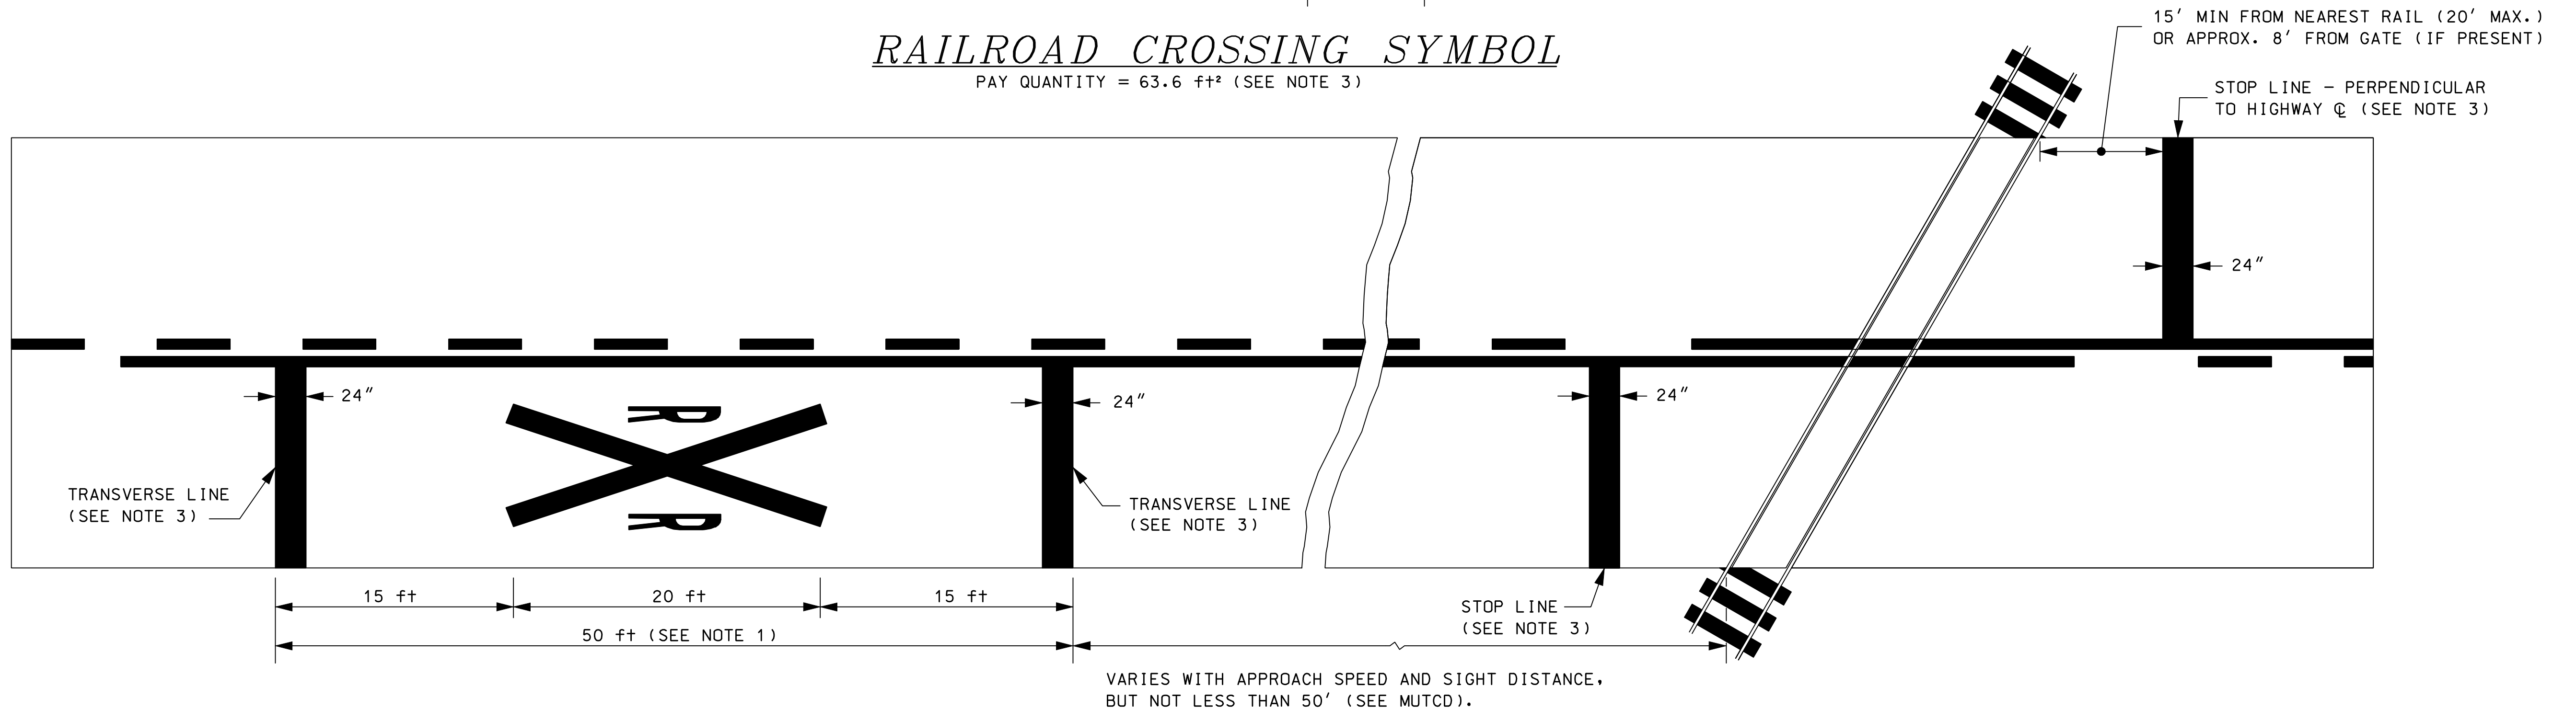 RAILROAD CROSSING SYMBOL
PAY QUANTITY = 63.6 ft² (SEE NOTE 3)
15' MIN FROM NEAREST RAIL (20' MAX.)
OR APPROX. 8' FROM GATE (IF PRESENT)
STOP LINE - PERPENDICULAR
TO HIGHWAY ℄ (SEE NOTE 3)
24"
24"
24"
24"
R
R
TRANSVERSE LINE
(SEE NOTE 3)
TRANSVERSE LINE
(SEE NOTE 3)
15 ft
20 ft
15 ft
50 ft (SEE NOTE 1)
STOP LINE
(SEE NOTE 3)
VARIES WITH APPROACH SPEED AND SIGHT DISTANCE,
BUT NOT LESS THAN 50' (SEE MUTCD).